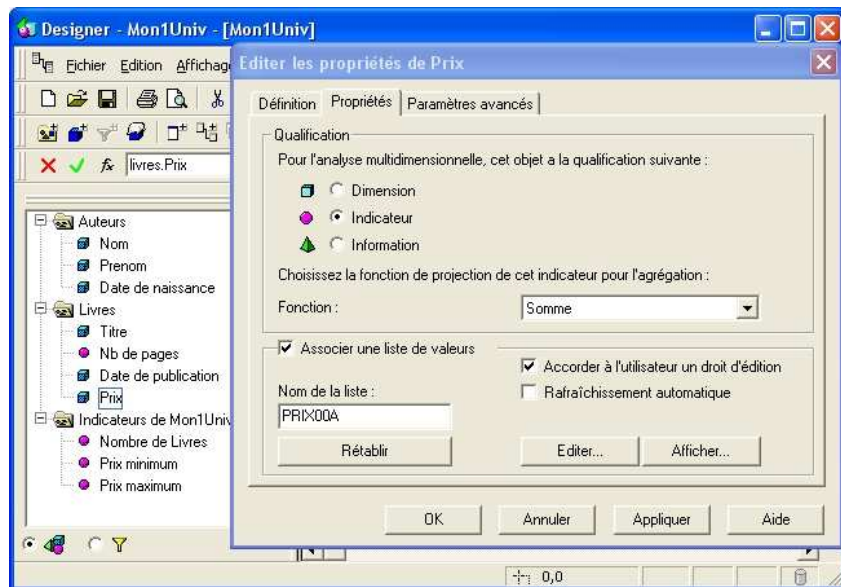 Designer - Mon1Univ - [Mon1Univ]
Fichier Edition Affichag
livres.Prix
Auteurs
Nom
Prenom
Date de naissance
Livres
Titre
Nb de pages
Date de publication
Prix
Indicateurs de Mon1Univ
Nombre de Livres
Prix minimum
Prix maximum
Editer les propriétés de Prix
Définition Propriétés Paramètres avancés
Qualification
Pour l'analyse multidimensionnelle, cet objet a la qualification suivante :
Dimension
Indicateur
Information
Choisissez la fonction de projection de cet indicateur pour l'agrégation :
Fonction : Somme
Associer une liste de valeurs
Accorder à l'utilisateur un droit d'édition
Nom de la liste : Rafraîchissement automatique
PRIX00A
Rétablir Editer... Afficher...
OK Annuler Appliquer Aide
0,0